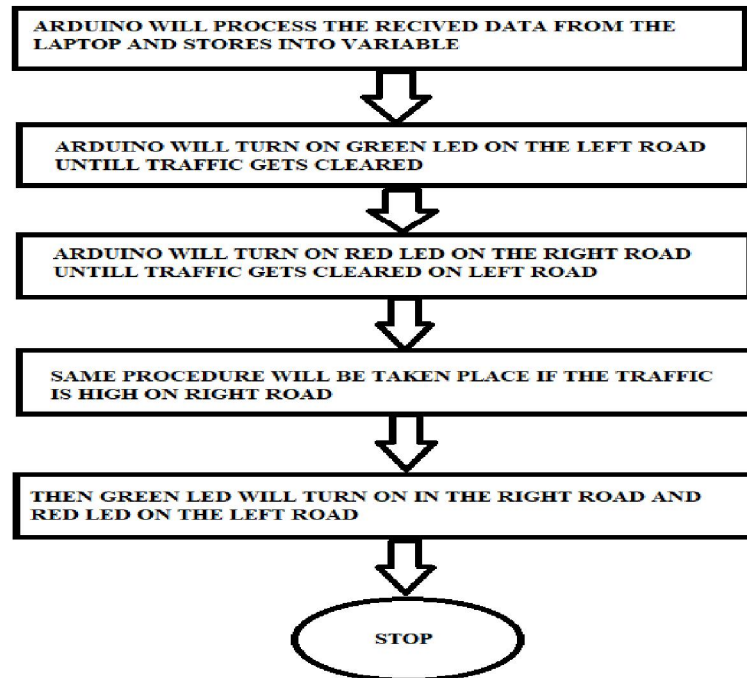 ARDUINO WILL PROCESS THE RECIVED DATA FROM THE
LAPTOP AND STORES INTO VARIABLE
ARDUINO WILL TURN ON GREEN LED ON THE LEFT ROAD
UNTILL TRAFFIC GETS CLEARED
ARDUINO WILL TURN ON RED LED ON THE RIGHT ROAD
UNTILL TRAFFIC GETS CLEARED ON LEFT ROAD
SAME PROCEDURE WILL BE TAKEN PLACE IF THE TRAFFIC
IS HIGH ON RIGHT ROAD
THEN GREEN LED WILL TURN ON IN THE RIGHT ROAD AND
RED LED ON THE LEFT ROAD
STOP